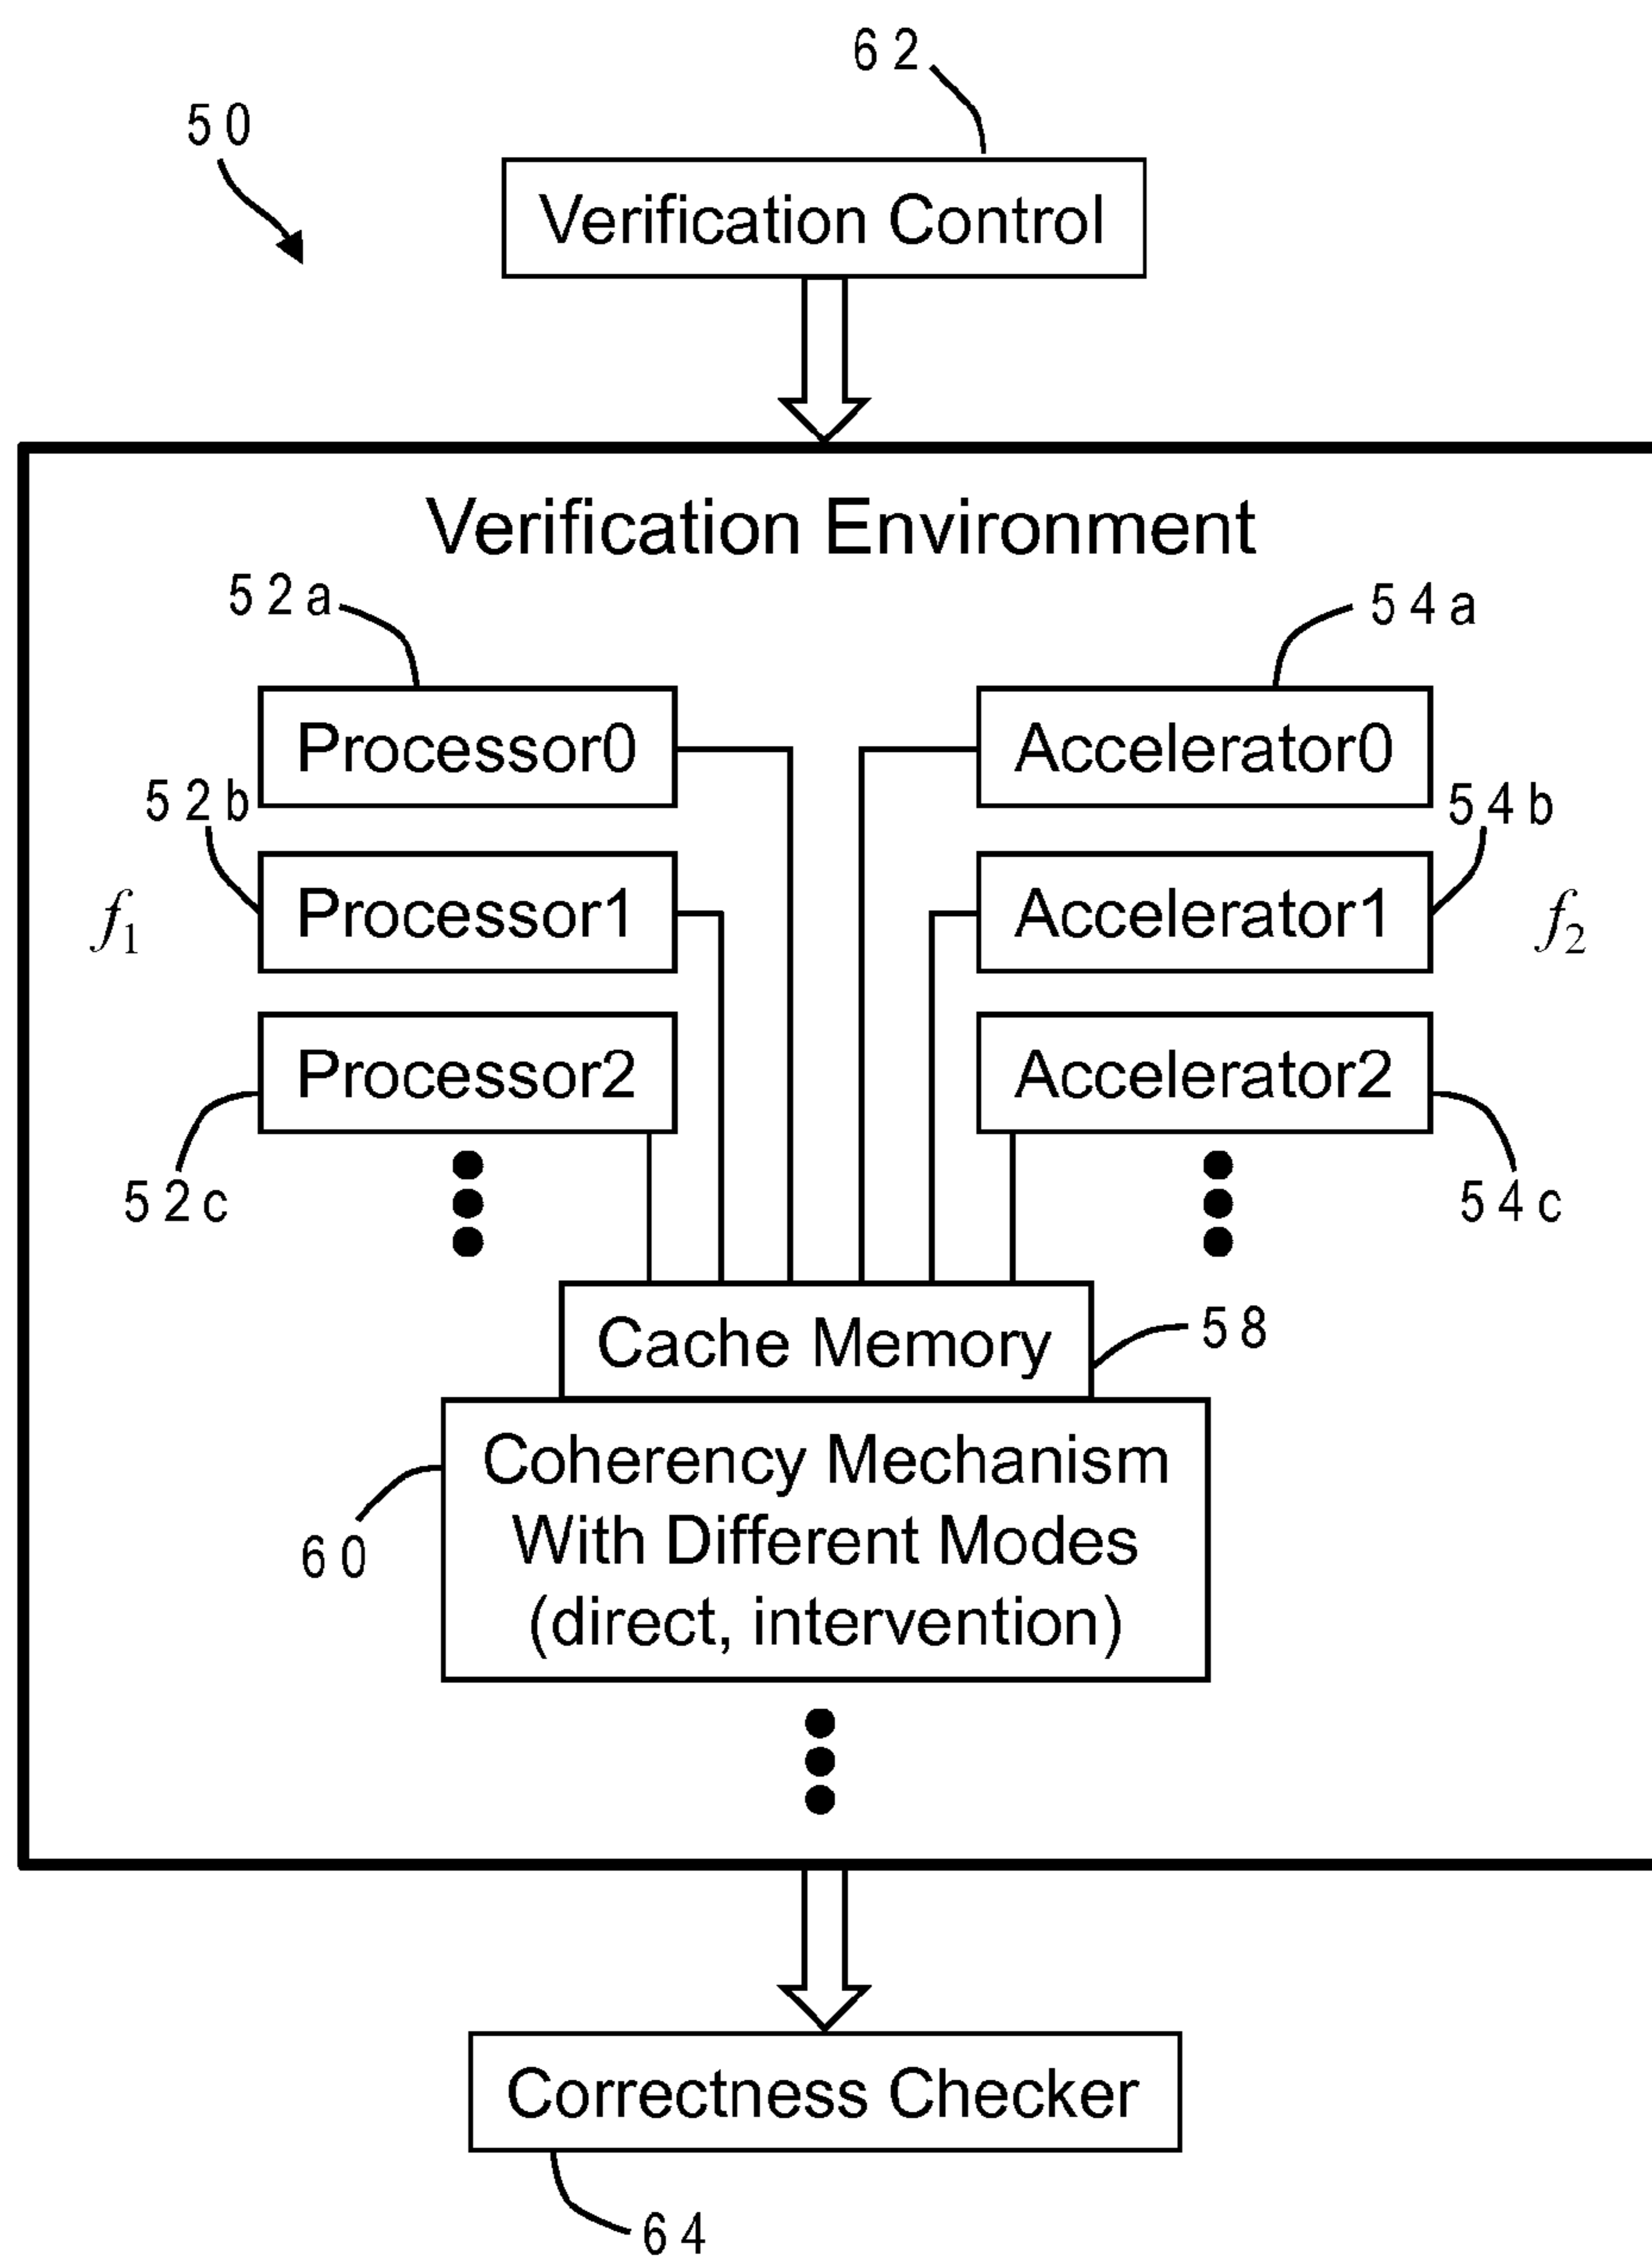 62
50
Verification Control
Verification Environment
52a
54a
Processor0
Accelerator0
52b
54b
Processor1
Accelerator1
f1
f2
Processor2
Accelerator2
52c
54c
Cache Memory
58
Coherency Mechanism
With Different Modes
(direct, intervention)
60
Correctness Checker
64